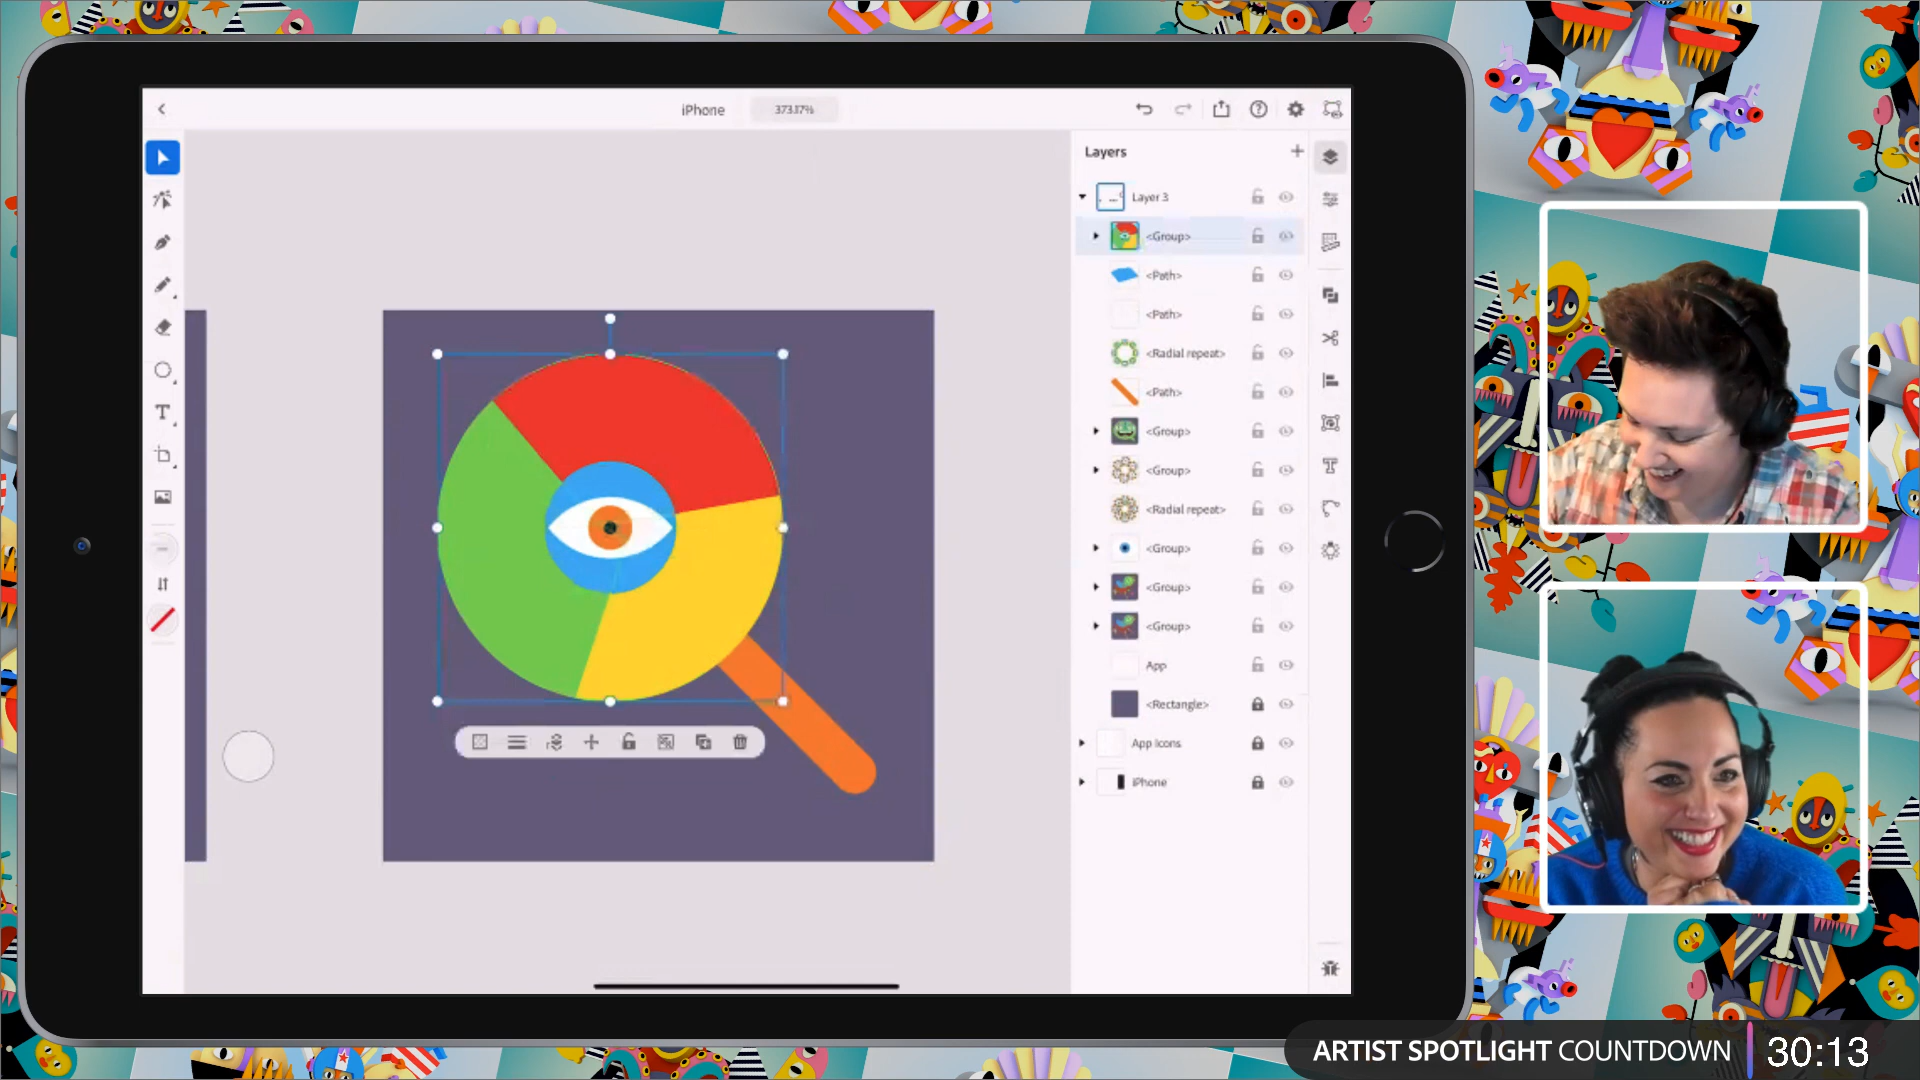 iPhone 373.17%
Layers
Layer 3
<Group>
<Path>
<Path>
<Radial repeat>
<Path>
<Group>
<Group>
<Radial repeat>
<Group>
<Group>
<Group>
App
<Rectangle>
App Icons
iPhone
ARTIST SPOTLIGHT COUNTDOWN 30:13